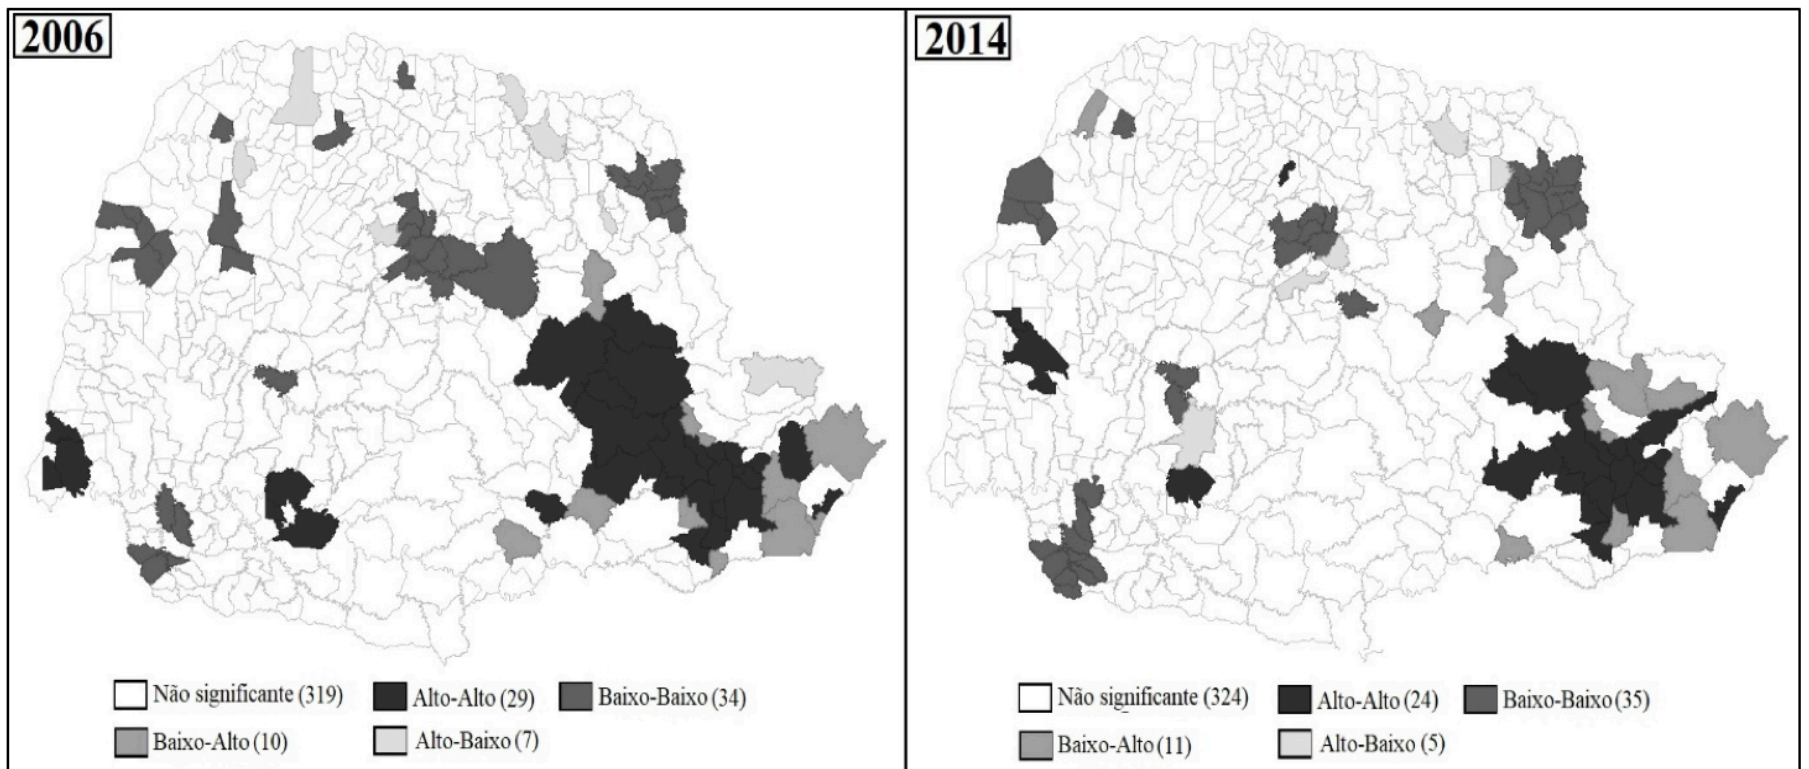 2006
2014
Não significante (319)
Alto-Alto (29)
Baixo-Baixo (34)
Baixo-Alto (10)
Alto-Baixo (7)
Não significante (324)
Alto-Alto (24)
Baixo-Baixo (35)
Baixo-Alto (11)
Alto-Baixo (5)